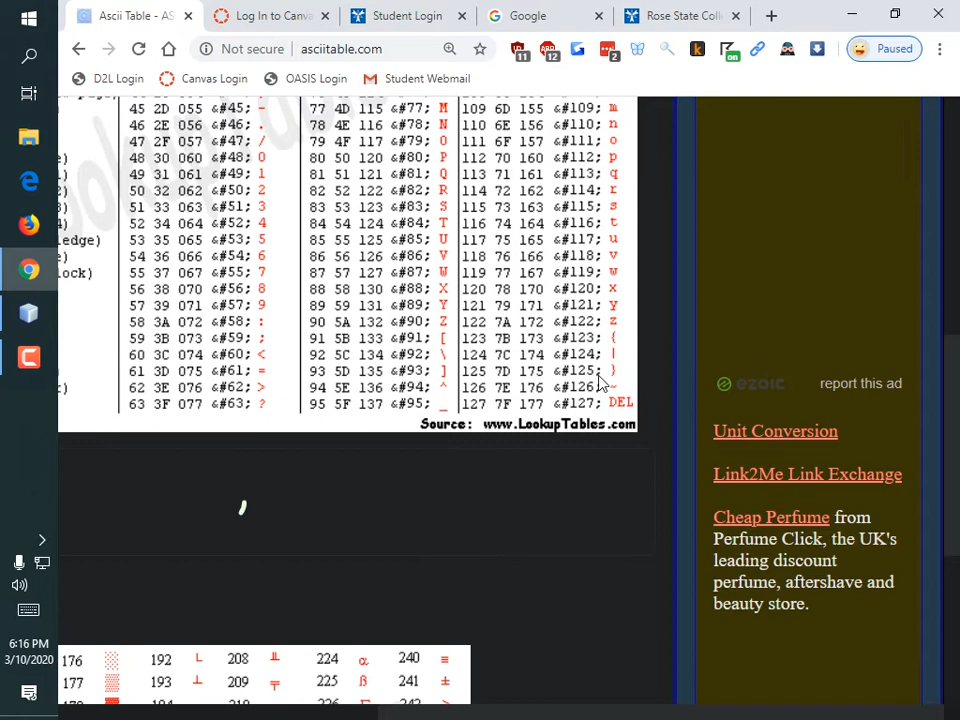 Ascii Table - AS
Log In to Canva
Student Login
Google
Rose State Coll
Not secure
asciitable.com
11
12
2
on
Paused
D2L Login
Canvas Login
OASIS Login
Student Webmail
45 2D 055 &#45; - 77 4D 115 &#77; M 109 6D 155 &#109; m
46 2E 056 &#46; . 78 4E 116 &#78; N 110 6E 156 &#110; n
47 2F 057 &#47; / 79 4F 117 &#79; O 111 6F 157 &#111; o
e) 48 30 060 &#48; 0 80 50 120 &#80; P 112 70 160 &#112; p
) 49 31 061 &#49; 1 81 51 121 &#81; Q 113 71 161 &#113; q
) 50 32 062 &#50; 2 82 52 122 &#82; R 114 72 162 &#114; r
3) 51 33 063 &#51; 3 83 53 123 &#83; S 115 73 163 &#115; s
4) 52 34 064 &#52; 4 84 54 124 &#84; T 116 74 164 &#116; t
ledge) 53 35 065 &#53; 5 85 55 125 &#85; U 117 75 165 &#117; u
e) 54 36 066 &#54; 6 86 56 126 &#86; V 118 76 166 &#118; v
lock) 55 37 067 &#55; 7 87 57 127 &#87; W 119 77 167 &#119; w
56 38 070 &#56; 8 88 58 130 &#88; X 120 78 170 &#120; x
57 39 071 &#57; 9 89 59 131 &#89; Y 121 79 171 &#121; y
58 3A 072 &#58; : 90 5A 132 &#90; Z 122 7A 172 &#122; z
59 3B 073 &#59; ; 91 5B 133 &#91; [ 123 7B 173 &#123; {
60 3C 074 &#60; < 92 5C 134 &#92; \ 124 7C 174 &#124; |
61 3D 075 &#61; = 93 5D 135 &#93; ] 125 7D 175 &#125; }
) 62 3E 076 &#62; > 94 5E 136 &#94; ^ 126 7E 176 &#126; ~
63 3F 077 &#63; ? 95 5F 137 &#95; _ 127 7F 177 &#127; DEL
Source: www.LookupTables.com
ookupTables
ezoic
report this ad
Unit Conversion
Link2Me Link Exchange
Cheap Perfume from
Perfume Click, the UK's
leading discount
perfume, aftershave and
beauty store.
,
176 ░ 192 └ 208 ╨ 224 α 240 ≡
177 ▒ 193 ┴ 209 ╤ 225 ß 241 ±
6:16 PM
3/10/2020